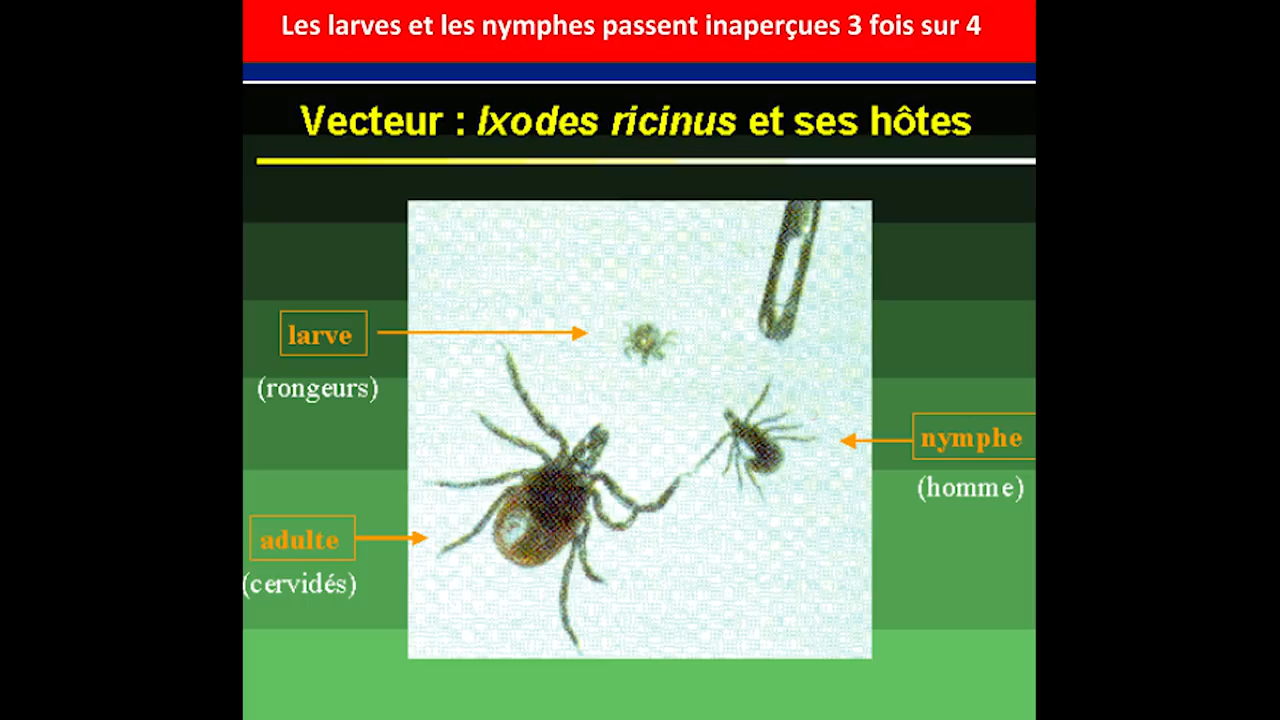 Les larves et les nymphes passent inaperçues 3 fois sur 4
Vecteur : Ixodes ricinus et ses hôtes
larve
(rongeurs)
nymphe
(homme)
adulte
(cervidés)